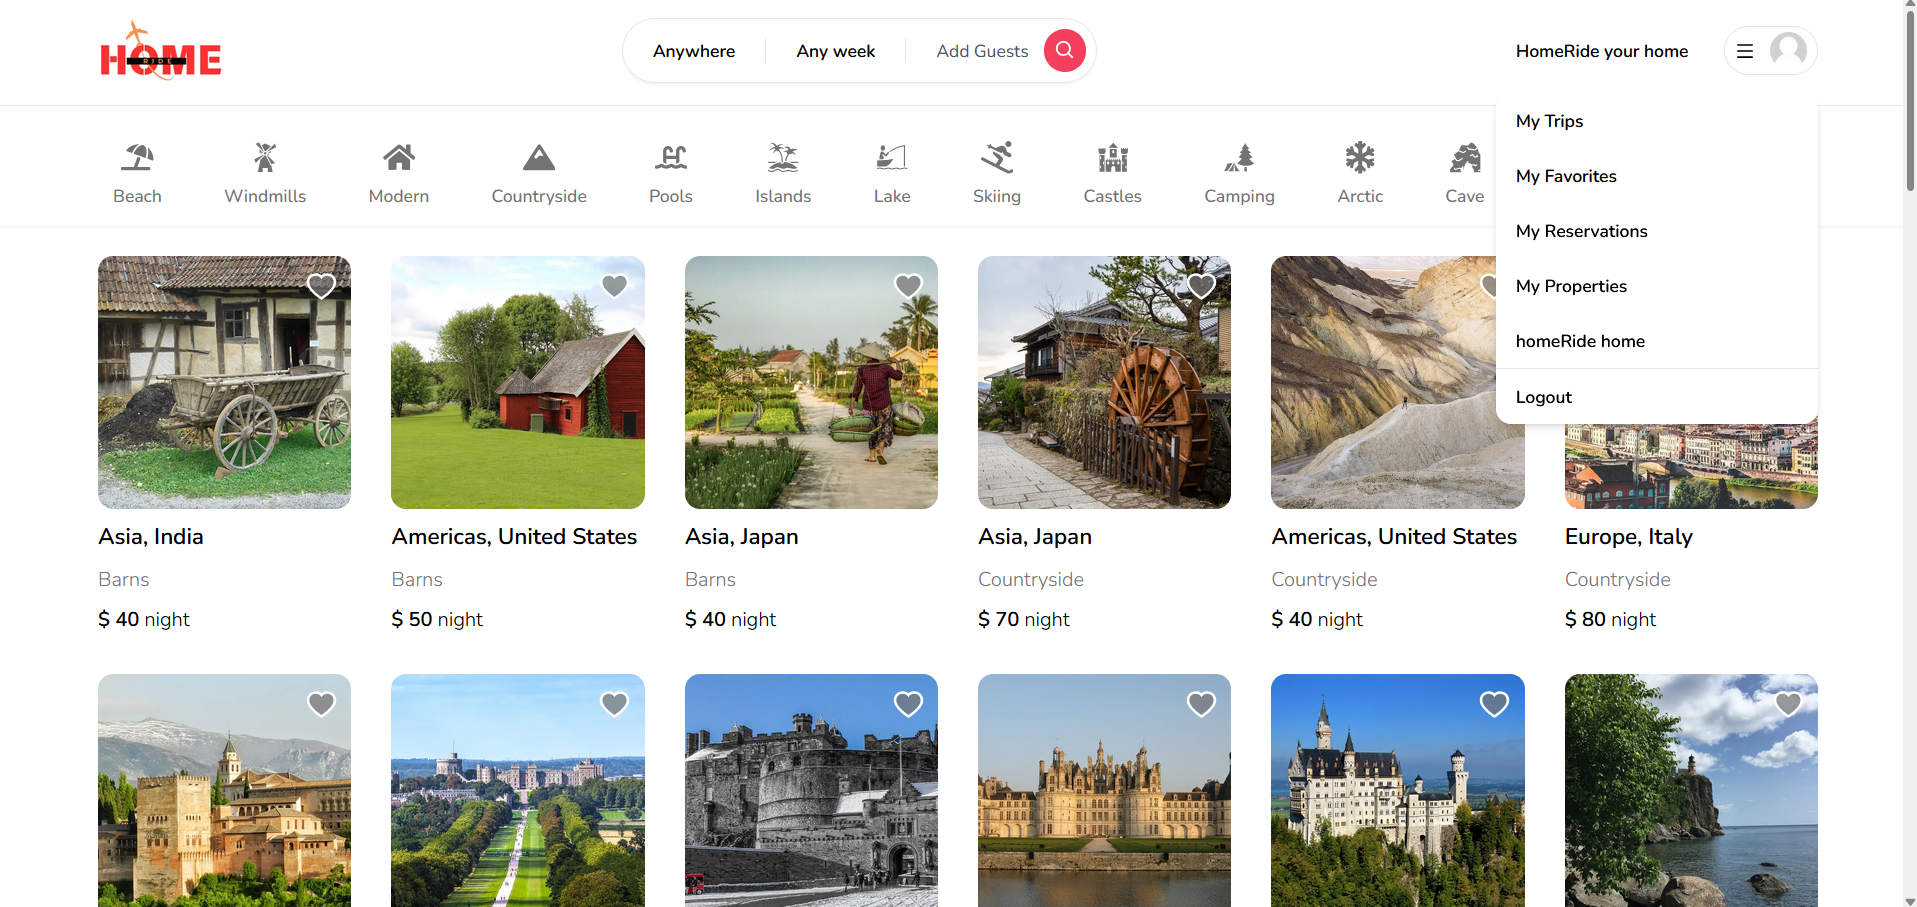 HOME
RIDE
Anywhere
Any week
Add Guests
HomeRide your home
My Trips
My Favorites
My Reservations
My Properties
homeRide home
Logout
Beach
Windmills
Modern
Countryside
Pools
Islands
Lake
Skiing
Castles
Camping
Arctic
Cave
Asia, India
Barns
$ 40 night
Americas, United States
Barns
$ 50 night
Asia, Japan
Barns
$ 40 night
Asia, Japan
Countryside
$ 70 night
Americas, United States
Countryside
$ 40 night
Europe, Italy
Countryside
$ 80 night